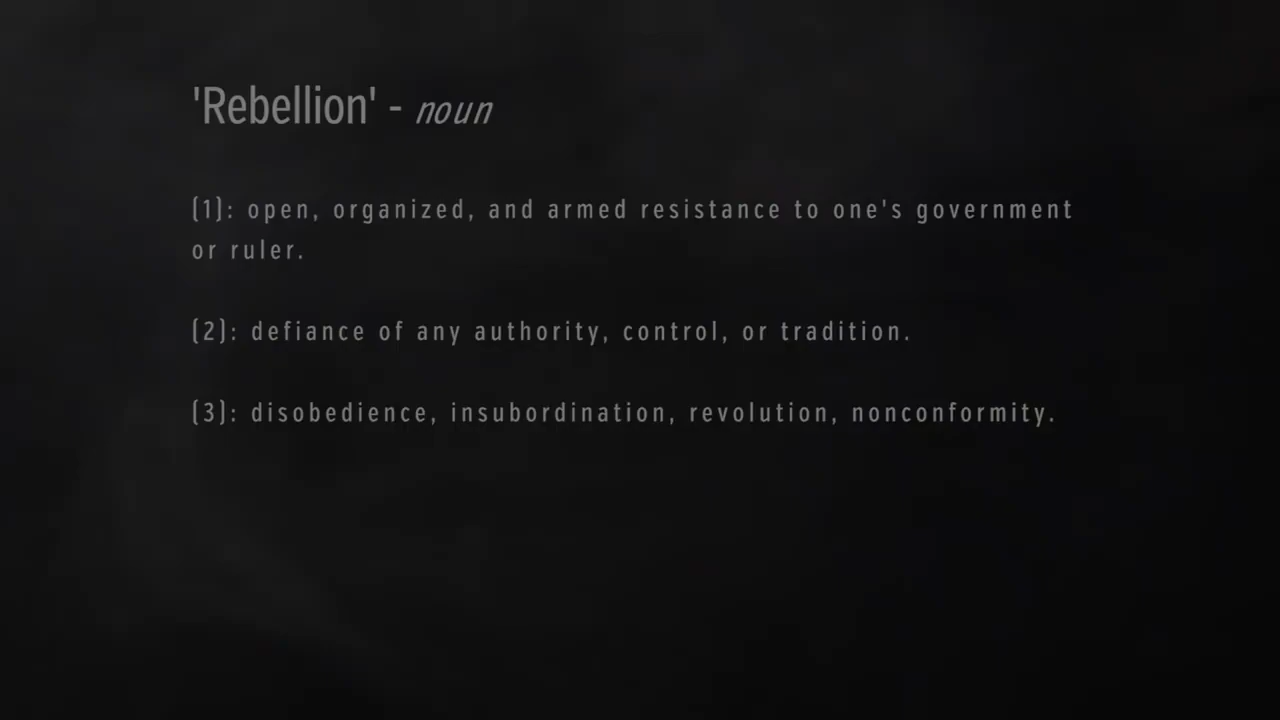 'Rebellion' - noun
(1): open, organized, and armed resistance to one's government
or ruler.
(2): defiance of any authority, control, or tradition.
(3): disobedience, insubordination, revolution, nonconformity.